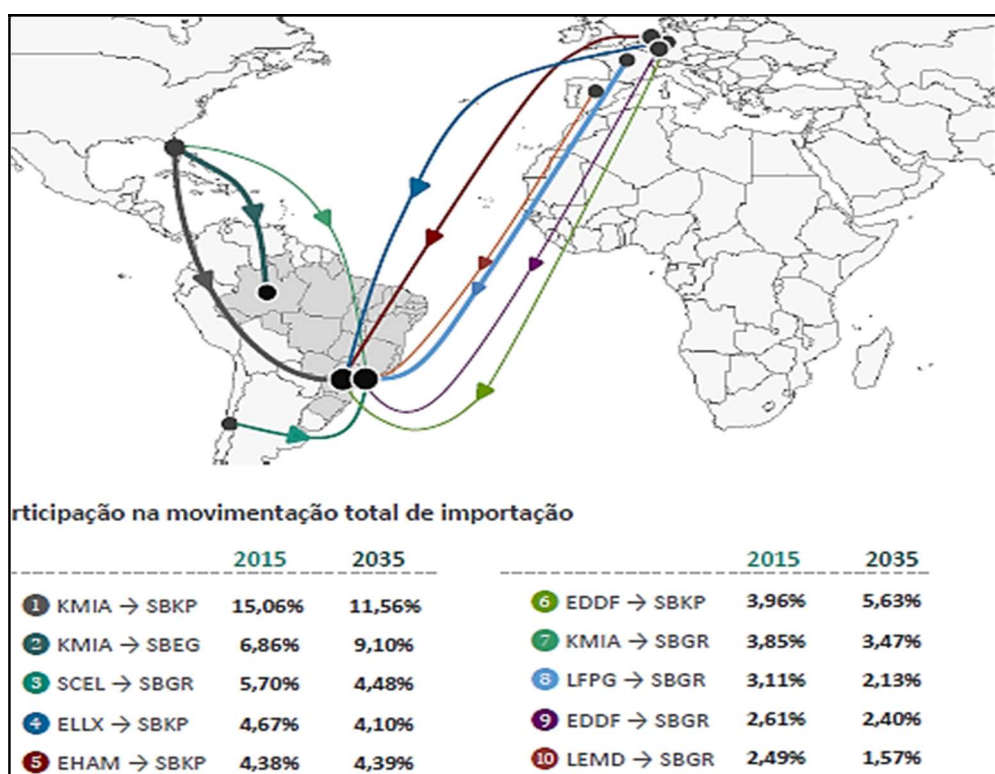 rticipação na movimentação total de importação
2015 2035
1 KMIA → SBKP 15,06% 11,56%
2 KMIA → SBEG 6,86% 9,10%
3 SCEL → SBGR 5,70% 4,48%
4 ELLX → SBKP 4,67% 4,10%
5 EHAM → SBKP 4,38% 4,39%
2015 2035
6 EDDF → SBKP 3,96% 5,63%
7 KMIA → SBGR 3,85% 3,47%
8 LFPG → SBGR 3,11% 2,13%
9 EDDF → SBGR 2,61% 2,40%
10 LEMD → SBGR 2,49% 1,57%